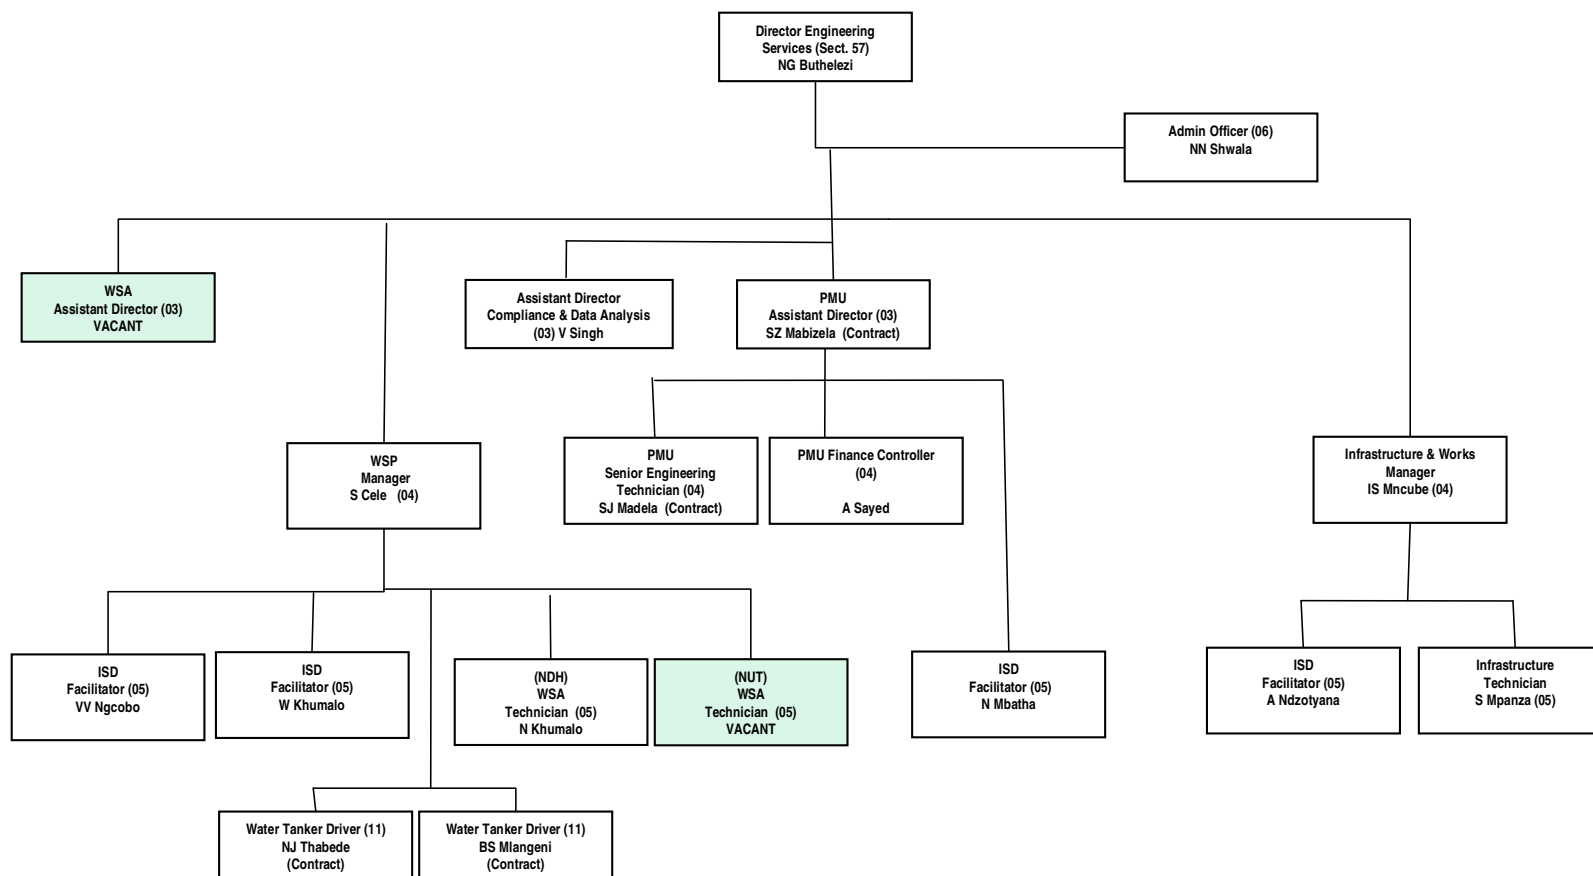 Director Engineering
Services (Sect. 57)
NG Buthelezi
Admin Officer (06)
NN Shwala
WSA
Assistant Director (03)
VACANT
Assistant Director
Compliance & Data Analysis
(03) V Singh
PMU
Assistant Director (03)
SZ Mabizela (Contract)
WSP
Manager
S Cele (04)
PMU
Senior Engineering
Technician (04)
SJ Madela (Contract)
PMU Finance Controller
(04)
A Sayed
Infrastructure & Works
Manager
IS Mncube (04)
ISD
Facilitator (05)
VV Ngcobo
ISD
Facilitator (05)
W Khumalo
(NDH)
WSA
Technician (05)
N Khumalo
(NUT)
WSA
Technician (05)
VACANT
ISD
Facilitator (05)
N Mbatha
ISD
Facilitator (05)
A Ndzotyana
Infrastructure
Technician
S Mpanza (05)
Water Tanker Driver (11)
NJ Thabede
(Contract)
Water Tanker Driver (11)
BS Mlangeni
(Contract)